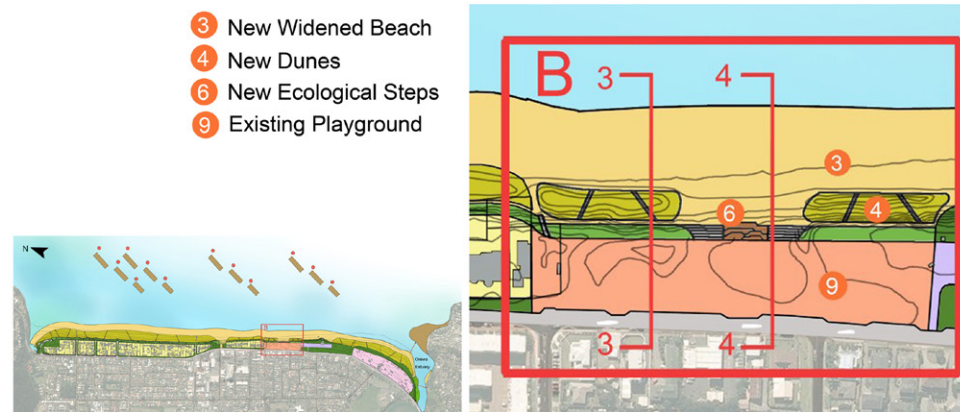 3 New Widened Beach
4 New Dunes
6 New Ecological Steps
9 Existing Playground
N
B
B
3
4
3
6
4
9
3
4